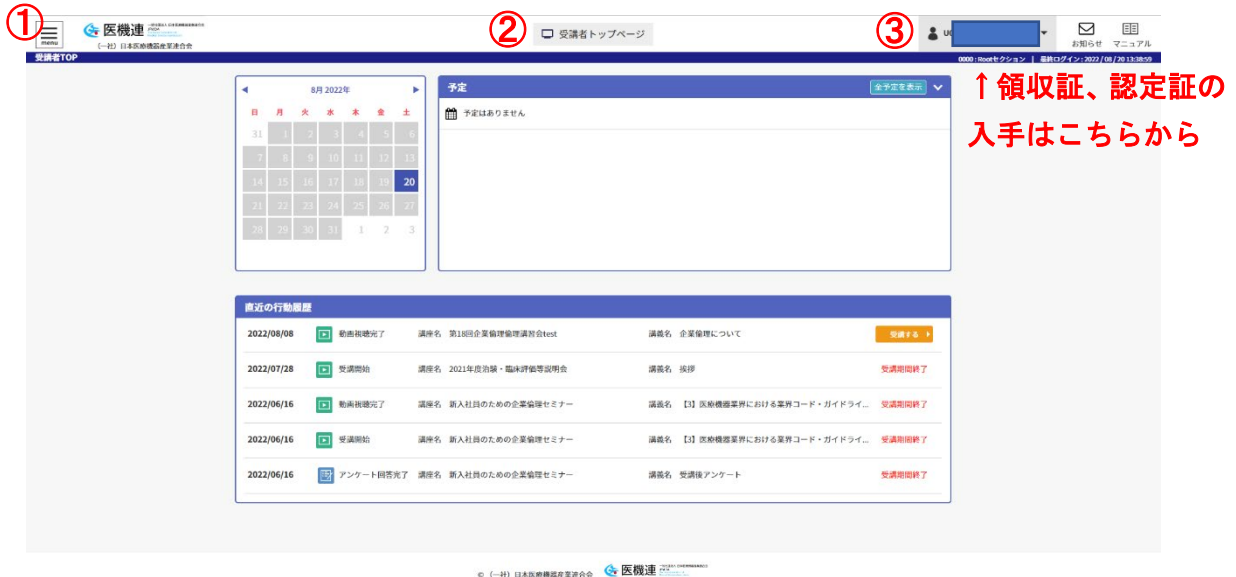 ①
menu
医機連
(一社) 日本医療機器産業連合会
②
受講者トップページ
③
お知らせ
マニュアル
受講者TOP
0000 : Rootセクション | 最終ログイン : 2022/08/20 13:38:59
↑領収証、認定証の
入手はこちらから
8月 2022年
日 月 火 水 木 金 土
31 1 2 3 4 5 6
7 8 9 10 11 12 13
14 15 16 17 18 19 20
21 22 23 24 25 26 27
28 29 30 31 1 2 3
予定
全予定を表示
予定はありません
直近の行動履歴
2022/08/08 動画視聴完了 講座名 第18回企業倫理倫理講習会test 講義名 企業倫理について 受講する
2022/07/28 受講開始 講座名 2021年度治験・臨床評価等説明会 講義名 挨拶 受講期間終了
2022/06/16 動画視聴完了 講座名 新入社員のための企業倫理セミナー 講義名 【3】医療機器業界における業界コード・ガイドライ... 受講期間終了
2022/06/16 受講開始 講座名 新入社員のための企業倫理セミナー 講義名 【3】医療機器業界における業界コード・ガイドライ... 受講期間終了
2022/06/16 アンケート回答完了 講座名 新入社員のための企業倫理セミナー 講義名 受講後アンケート 受講期間終了
© (一社) 日本医療機器産業連合会 医機連